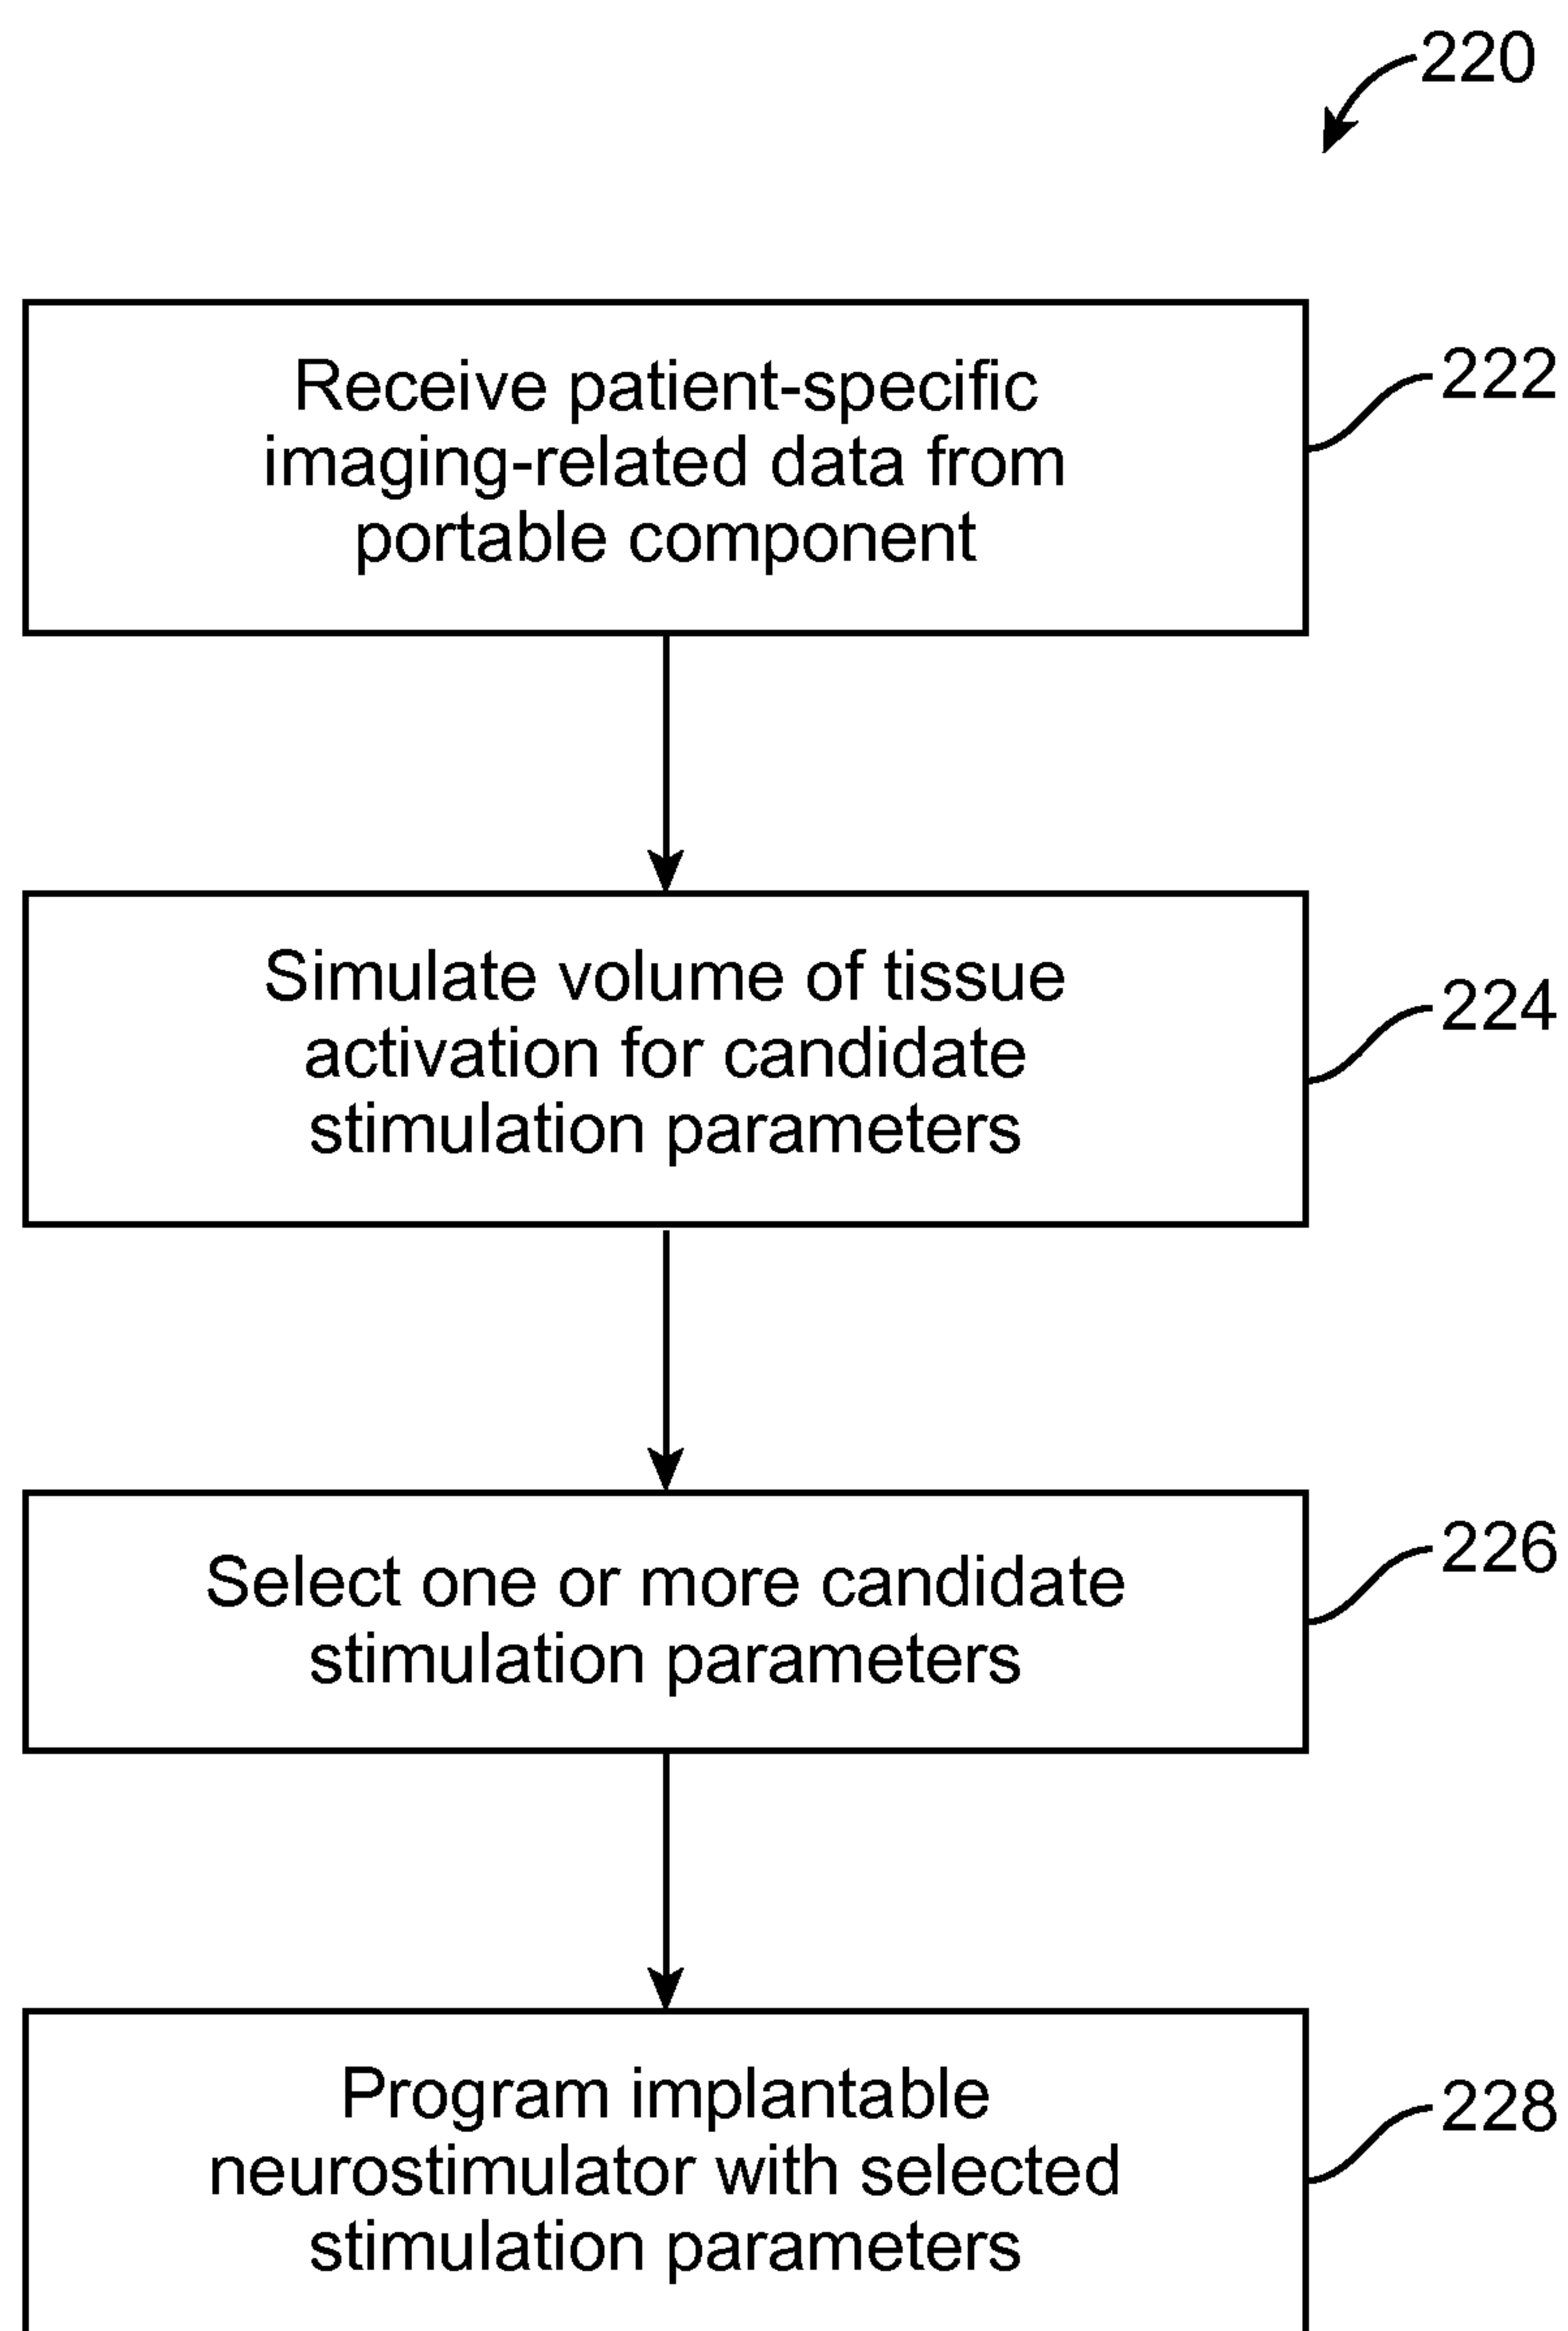 220
Receive patient-specific
imaging-related data from
portable component
222
Simulate volume of tissue
activation for candidate
stimulation parameters
224
Select one or more candidate
stimulation parameters
226
Program implantable
neurostimulator with selected
stimulation parameters
228